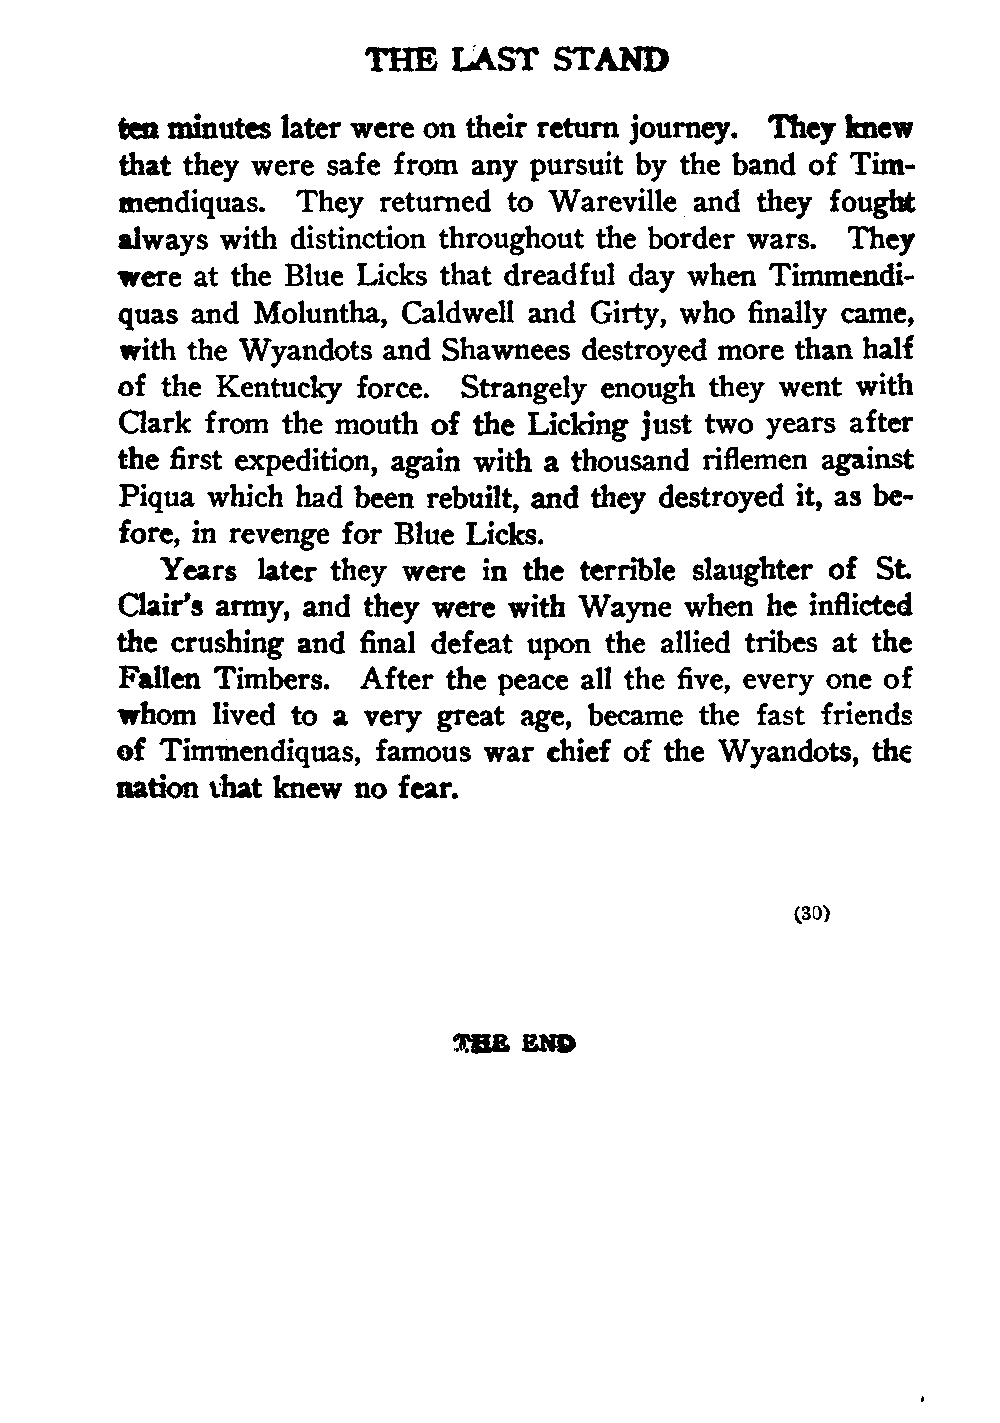 THE LAST STAND
ten minutes later were on their return journey. They knew
that they were safe from any pursuit by the band of Tim-
mendiquas. They returned to Wareville and they fought
always with distinction throughout the border wars. They
were at the Blue Licks that dreadful day when Timmendi-
quas and Moluntha, Caldwell and Girty, who finally came,
with the Wyandots and Shawnees destroyed more than half
of the Kentucky force. Strangely enough they went with
Clark from the mouth of the Licking just two years after
the first expedition, again with a thousand riflemen against
Piqua which had been rebuilt, and they destroyed it, as be-
fore, in revenge for Blue Licks.
Years later they were in the terrible slaughter of St.
Clair's army, and they were with Wayne when he inflicted
the crushing and final defeat upon the allied tribes at the
Fallen Timbers. After the peace all the five, every one of
whom lived to a very great age, became the fast friends
of Timmendiquas, famous war chief of the Wyandots, the
nation that knew no fear.
(30)
THE END